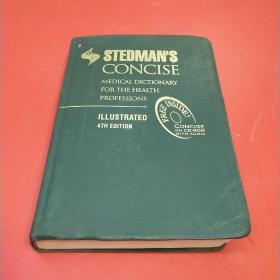 STEDMAN'S
CONCISE
MEDICAL DICTIONARY
FOR THE HEALTH
PROFESSIONS
ILLUSTRATED
4TH EDITION
FREE INSIDE!
CONCISE
ON CD-ROM
WITH AUDIO